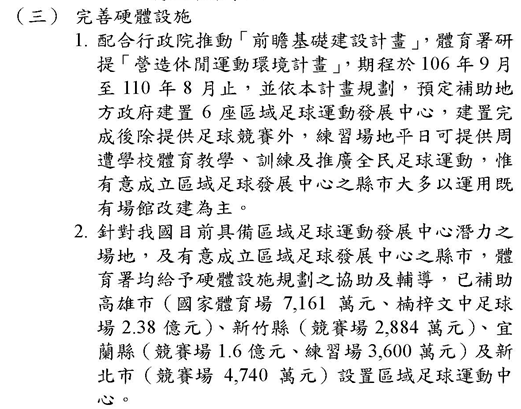 （三） 完善硬體設施
1. 配合行政院推動「前瞻基礎建設計畫」，體育署研
提「營造休閒運動環境計畫」，期程於 106 年 9 月
至 110 年 8 月止，並依本計畫規劃，預定補助地
方政府建置 6 座區域足球運動發展中心，建置完
成後除提供足球競賽外，練習場地平日可提供周
遭學校體育教學、訓練及推廣全民足球運動，惟
有意成立區域足球發展中心之縣市大多以運用既
有場館改建為主。
2. 針對我國目前具備區域足球運動發展中心潛力之
場地，及有意成立區域足球發展中心之縣市，體
育署均給予硬體設施規劃之協助及輔導，已補助
高雄市（國家體育場 7,161 萬元、楠梓文中足球
場 2.38 億元）、新竹縣（競賽場 2,884 萬元）、宜
蘭縣（競賽場 1.6 億元、練習場 3,600 萬元）及新
北市（競賽場 4,740 萬元）設置區域足球運動中
心。